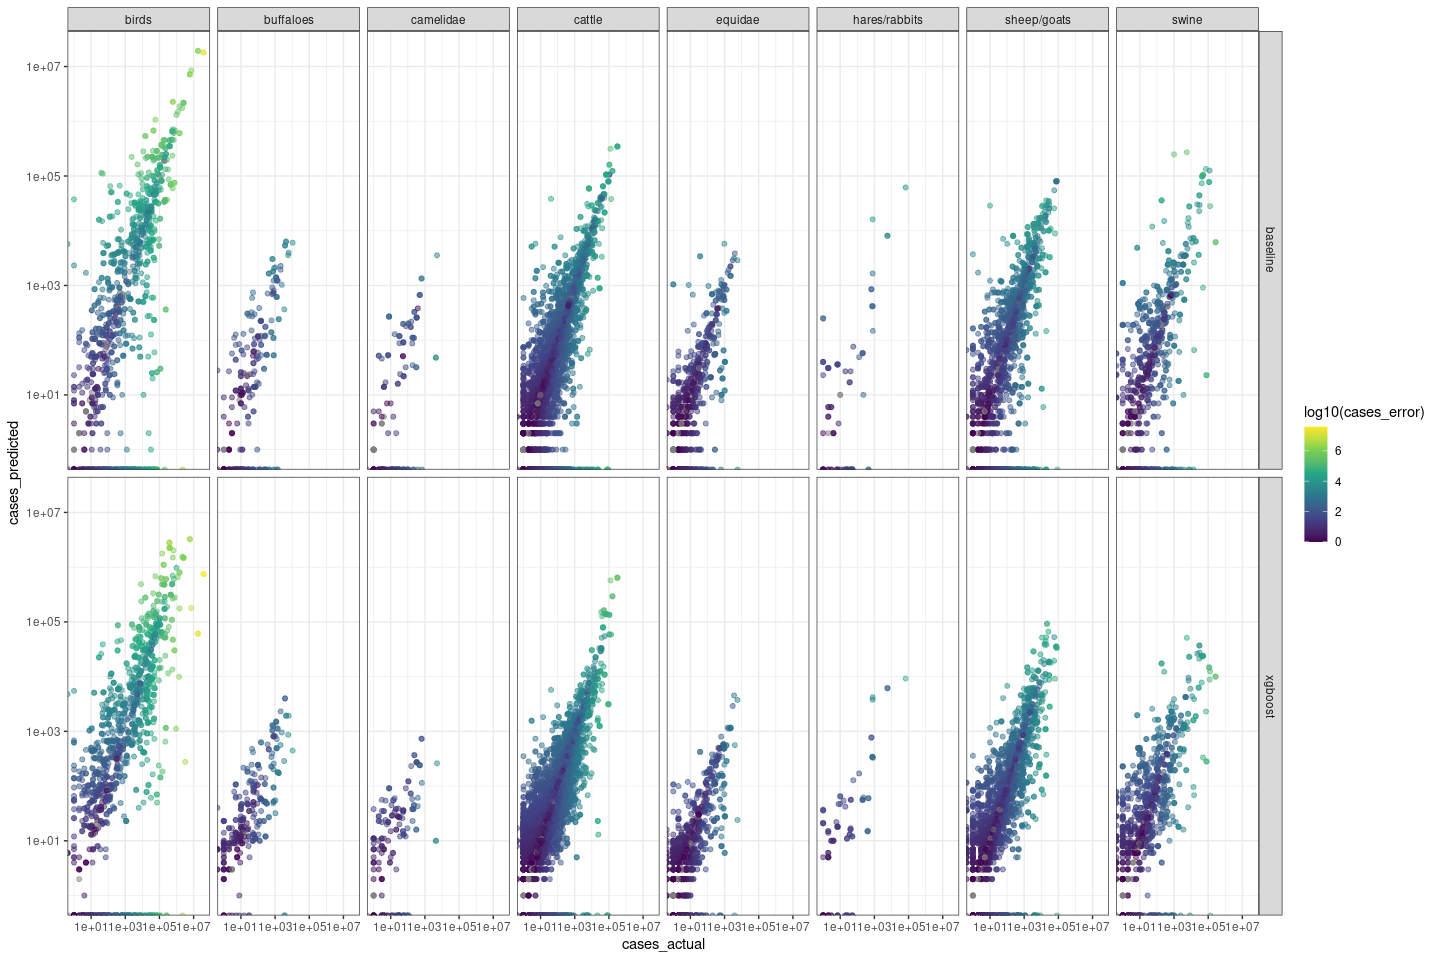 birds buffaloes camelidae cattle equidae hares/rabbits sheep/goats swine
1e+07
1e+05
1e+03
1e+01
baseline
1e+07
1e+05
1e+03
1e+01
xgboost
cases_predicted
1e+011e+031e+051e+07 1e+011e+031e+051e+07 1e+011e+031e+051e+07 1e+011e+031e+051e+07 1e+011e+031e+051e+07 1e+011e+031e+051e+07 1e+011e+031e+051e+07 1e+011e+031e+051e+07
cases_actual
log10(cases_error)
6
4
2
0